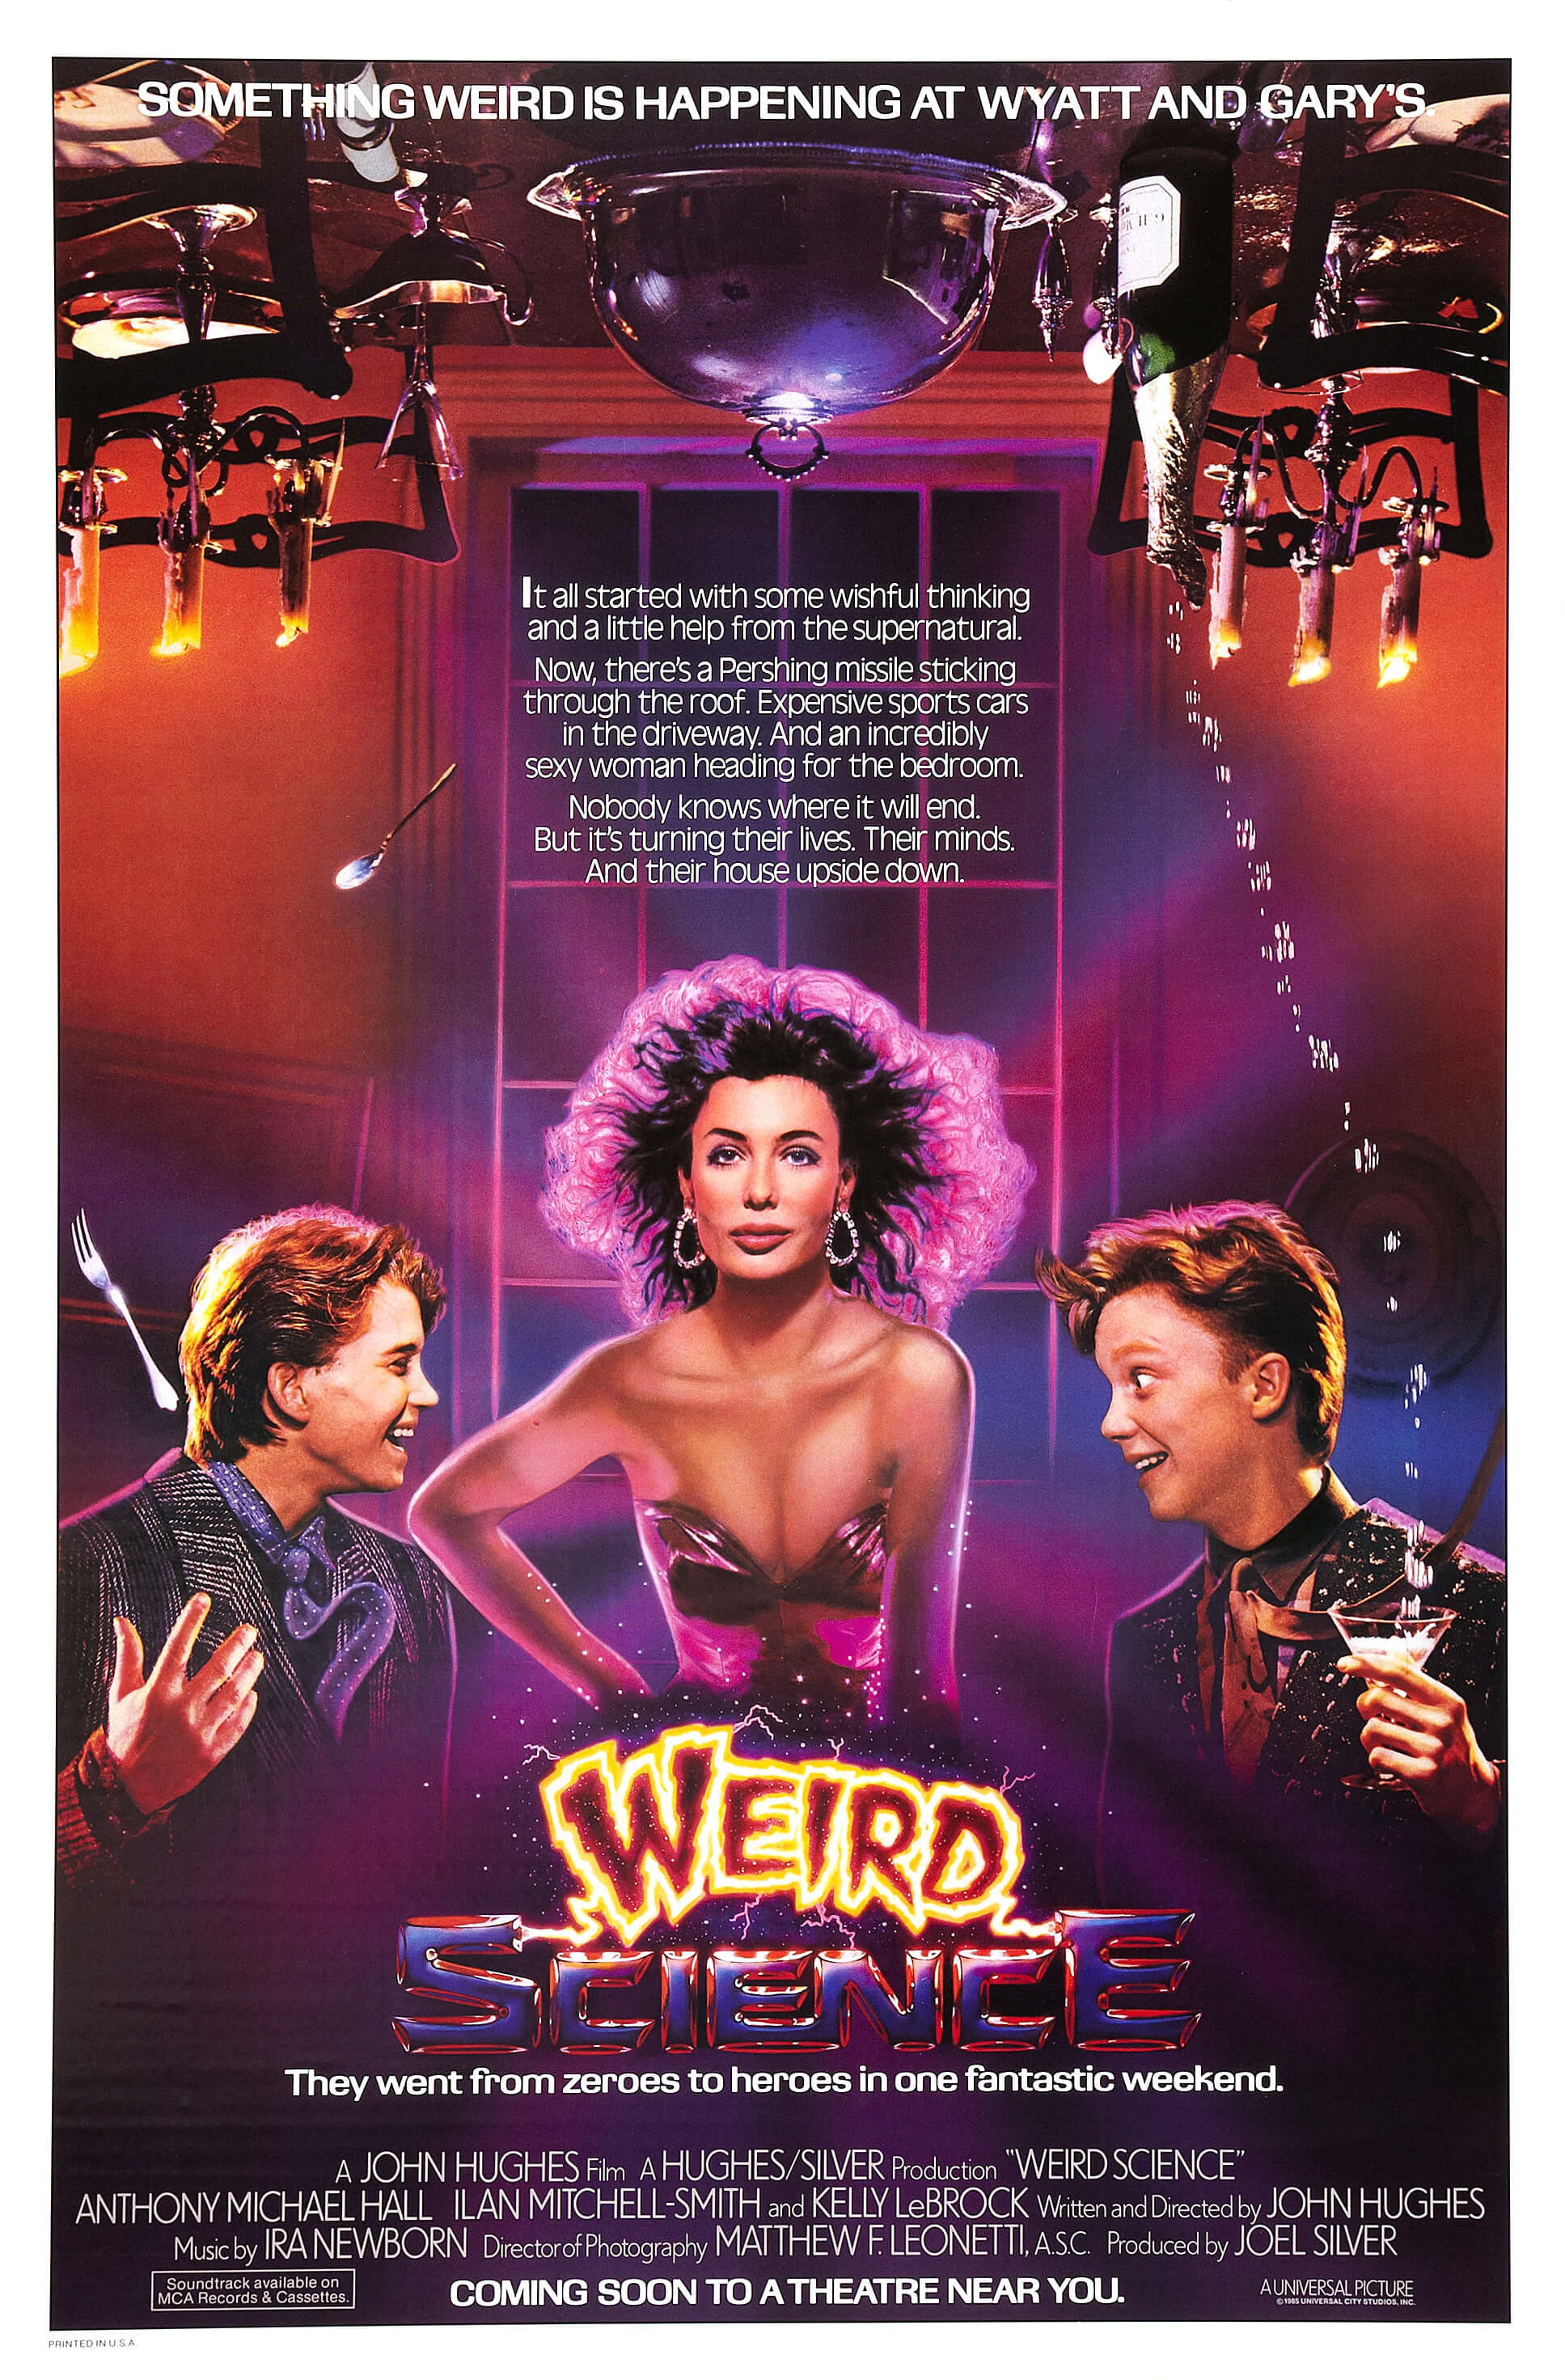 SOMETHING WEIRD IS HAPPENING AT WYATT AND GARY'S.
It all started with some wishful thinking
and a little help from the supernatural.
Now, there's a Pershing missile sticking
through the roof. Expensive sports cars
in the driveway. And an incredibly
sexy woman heading for the bedroom.
Nobody knows where it will end.
But it's turning their lives. Their minds.
And their house upside down.
WEIRD
SCIENCE
They went from zeroes to heroes in one fantastic weekend.
A JOHN HUGHES Film A HUGHES/SILVER Production "WEIRD SCIENCE"
ANTHONY MICHAEL HALL ILAN MITCHELL-SMITH and KELLY LeBROCK Written and Directed by JOHN HUGHES
Music by IRA NEWBORN Director of Photography MATTHEW F. LEONETTI, A.S.C. Produced by JOEL SILVER
Soundtrack available on
MCA Records & Cassettes.
COMING SOON TO A THEATRE NEAR YOU.
A UNIVERSAL PICTURE
© 1985 UNIVERSAL CITY STUDIOS, INC.
PRINTED IN U.S.A.